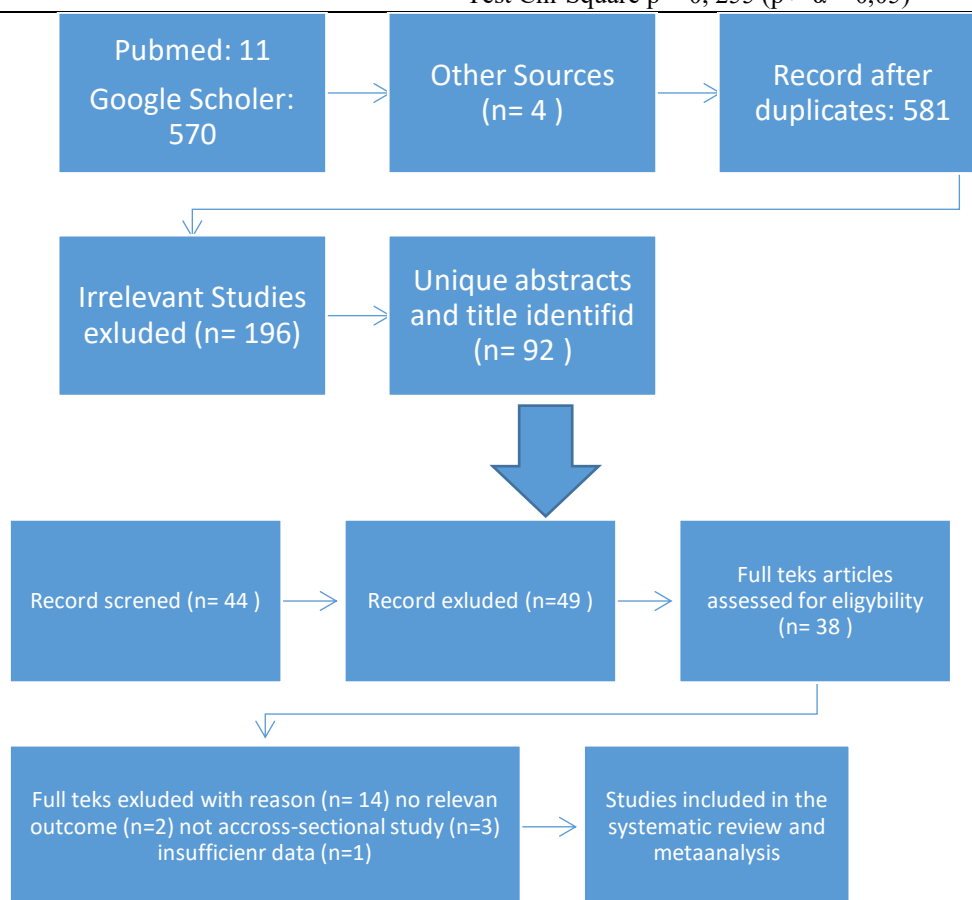 Pubmed: 11
Google Scholer:
570
Other Sources
(n= 4 )
Record after
duplicates: 581
Irrelevant Studies
exluded (n= 196)
Unique abstracts
and title identifid
(n= 92 )
Record screned (n= 44 )
Record exluded (n=49 )
Full teks articles
assessed for eligybility
(n= 38 )
Full teks exluded with reason (n= 14) no relevan
outcome (n=2) not accross-sectional study (n=3)
insufficienr data (n=1)
Studies included in the
systematic review and
metaanalysis